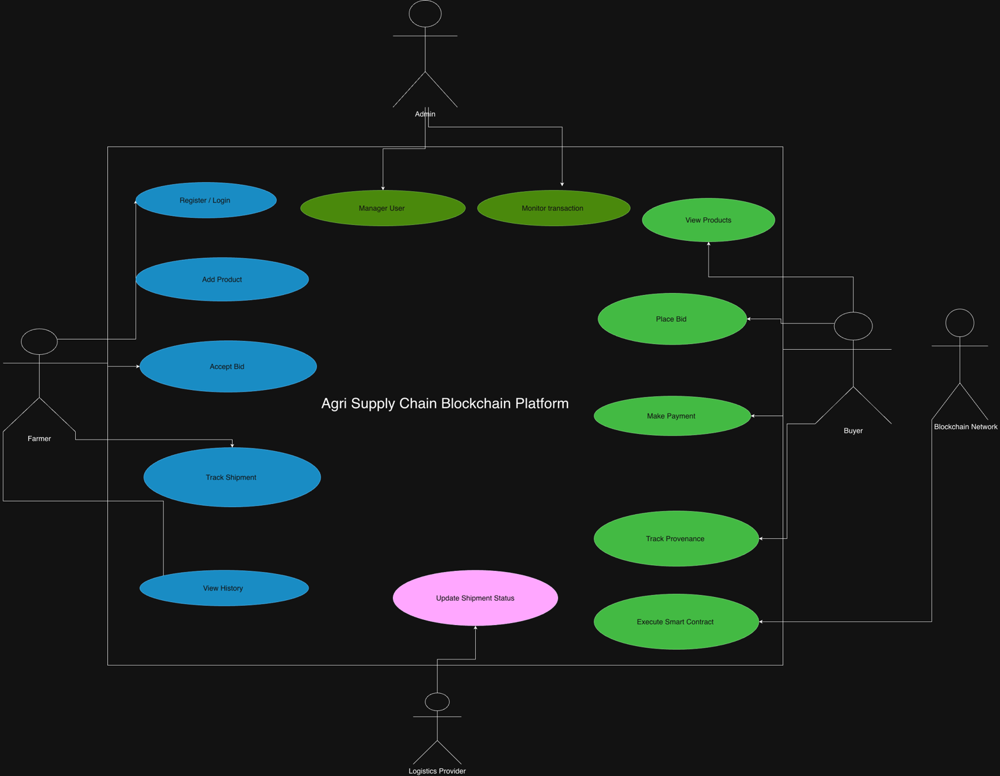 Admin
Register / Login
Manager User
Monitor transaction
View Products
Add Product
Place Bid
Accept Bid
Agri Supply Chain Blockchain Platform
Make Payment
Farmer
Buyer
Blockchain Network
Track Shipment
Track Provenance
View History
Update Shipment Status
Execute Smart Contract
Logistics Provider